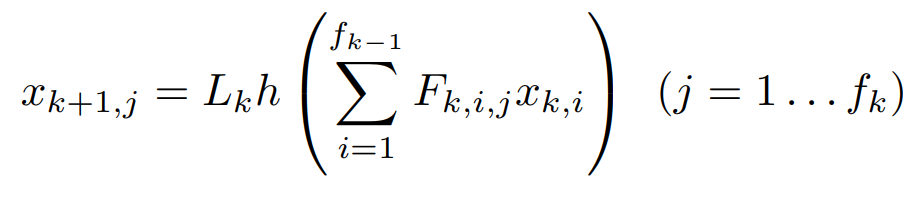 x_{k+1,j} = L_k h \left( \sum_{i=1}^{f_{k-1}} F_{k,i,j} x_{k,i} \right) \quad (j = 1 \ldots f_k)